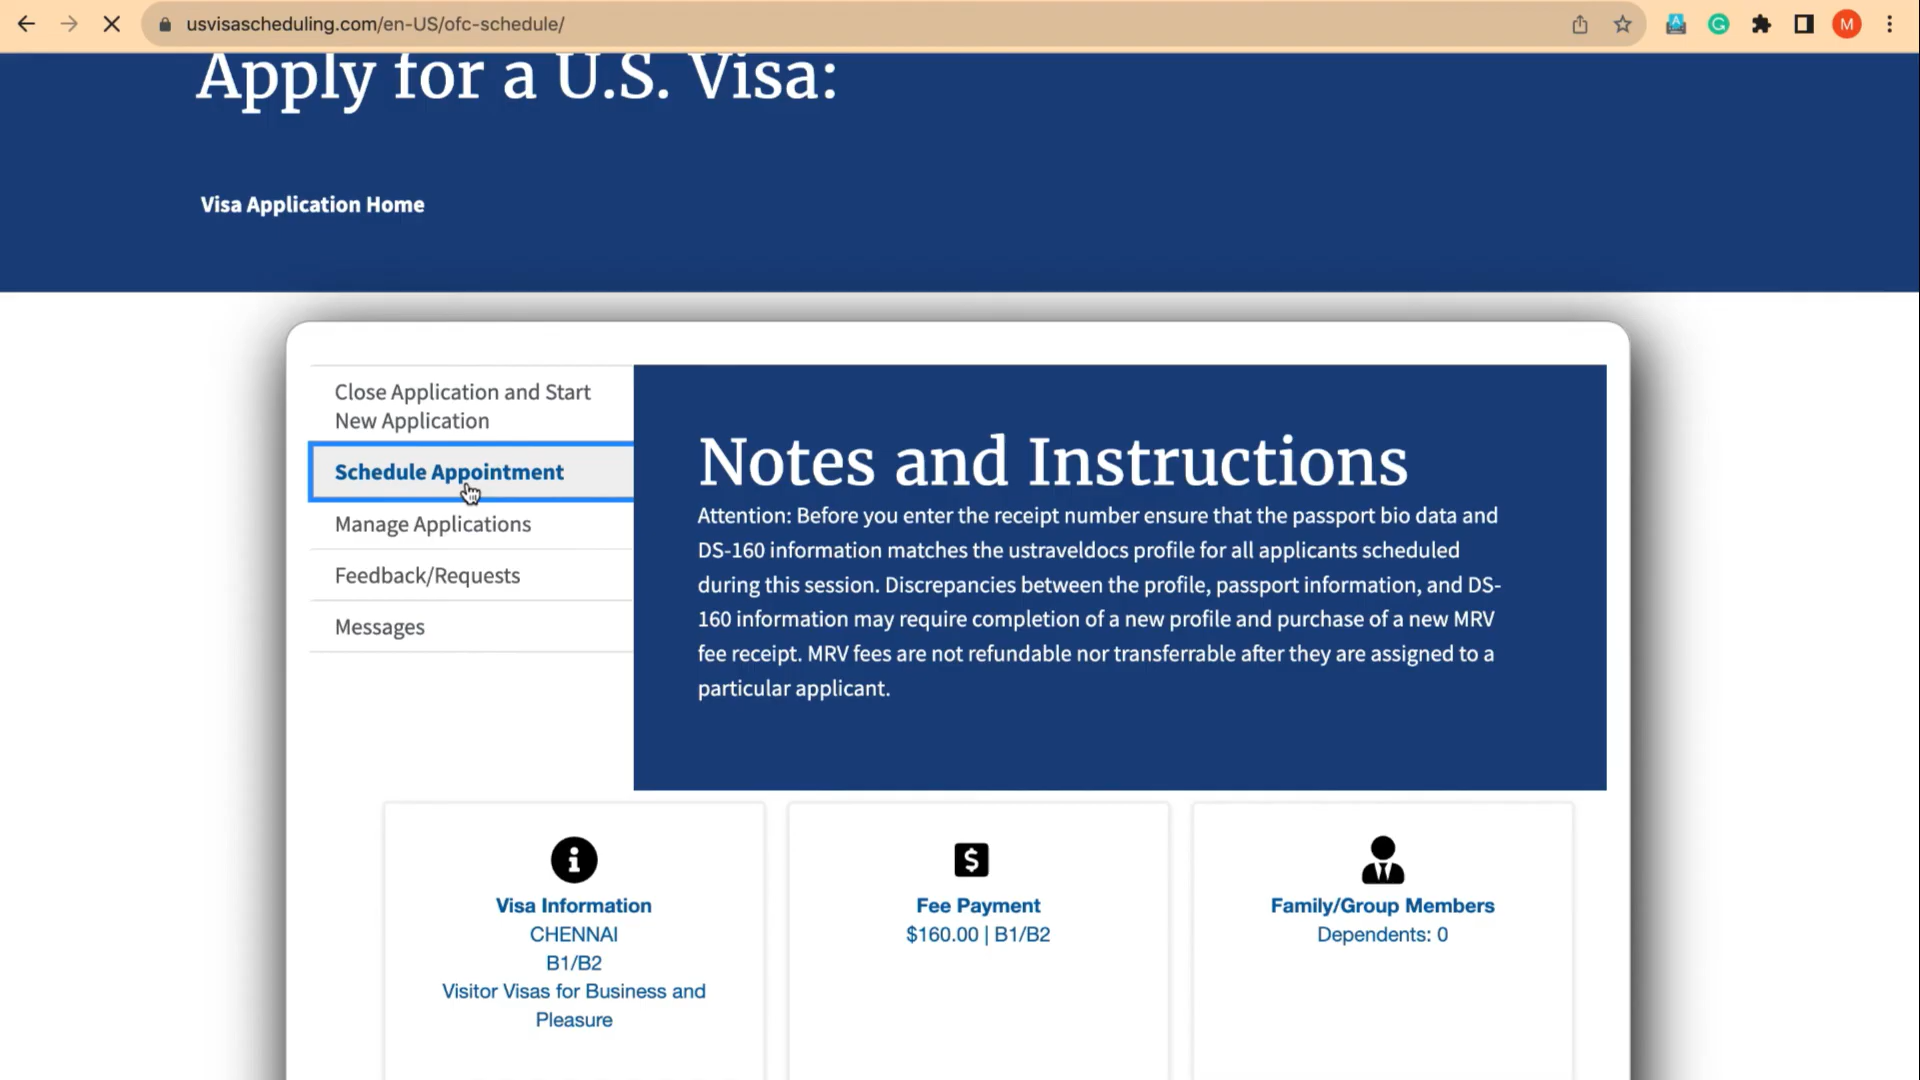 usvisascheduling.com/en-US/ofc-schedule/
M
Apply for a U.S. Visa:
Visa Application Home
Close Application and Start
New Application
Schedule Appointment
Manage Applications
Feedback/Requests
Messages
Notes and Instructions
Attention: Before you enter the receipt number ensure that the passport bio data and
DS-160 information matches the ustraveldocs profile for all applicants scheduled
during this session. Discrepancies between the profile, passport information, and DS-
160 information may require completion of a new profile and purchase of a new MRV
fee receipt. MRV fees are not refundable nor transferrable after they are assigned to a
particular applicant.
Visa Information
CHENNAI
B1/B2
Visitor Visas for Business and
Pleasure
Fee Payment
$160.00 | B1/B2
Family/Group Members
Dependents: 0